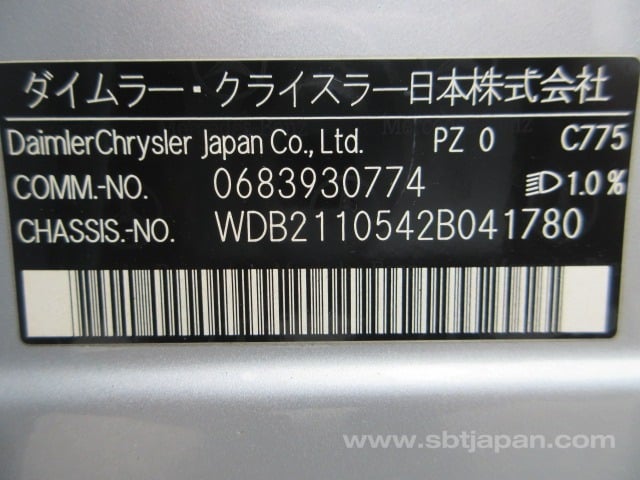 ダイムラー・クライスラー日本株式会社
DaimlerChrysler Japan Co., Ltd. PZ 0 C775
COMM.-NO. 0683930774 1.0%
CHASSIS.-NO. WDB2110542B041780
www.sbtjapan.com